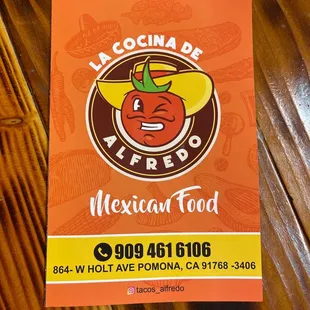 LA COCINA DE
ALFREDO
Mexican Food
909 461 6106
864- W HOLT AVE POMONA, CA 91768 -3406
tacos_alfredo